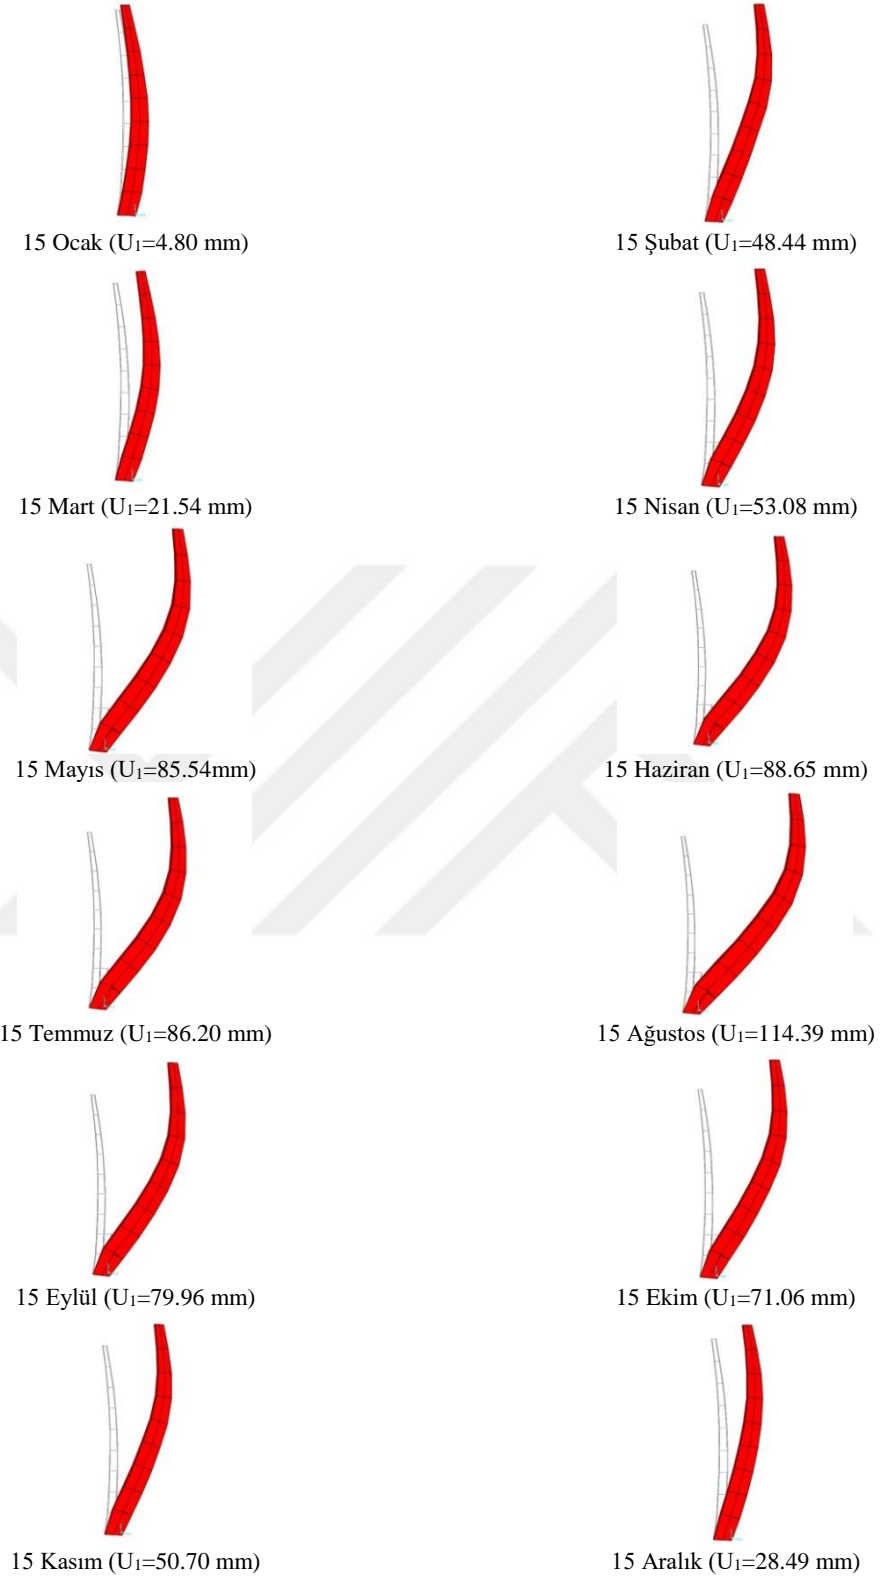 15 Ocak (U₁=4.80 mm)
15 Şubat (U₁=48.44 mm)
15 Mart (U₁=21.54 mm)
15 Nisan (U₁=53.08 mm)
15 Mayıs (U₁=85.54mm)
15 Haziran (U₁=88.65 mm)
15 Temmuz (U₁=86.20 mm)
15 Ağustos (U₁=114.39 mm)
15 Eylül (U₁=79.96 mm)
15 Ekim (U₁=71.06 mm)
15 Kasım (U₁=50.70 mm)
15 Aralık (U₁=28.49 mm)